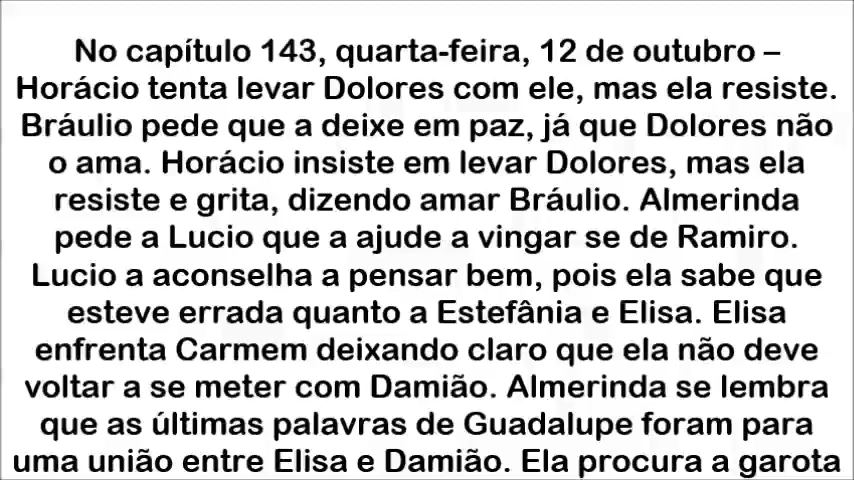 No capítulo 143, quarta-feira, 12 de outubro –
Horácio tenta levar Dolores com ele, mas ela resiste.
Bráulio pede que a deixe em paz, já que Dolores não
o ama. Horácio insiste em levar Dolores, mas ela
resiste e grita, dizendo amar Bráulio. Almerinda
pede a Lucio que a ajude a vingar se de Ramiro.
Lucio a aconselha a pensar bem, pois ela sabe que
esteve errada quanto a Estefânia e Elisa. Elisa
enfrenta Carmem deixando claro que ela não deve
voltar a se meter com Damião. Almerinda se lembra
que as últimas palavras de Guadalupe foram para
uma união entre Elisa e Damião. Ela procura a garota